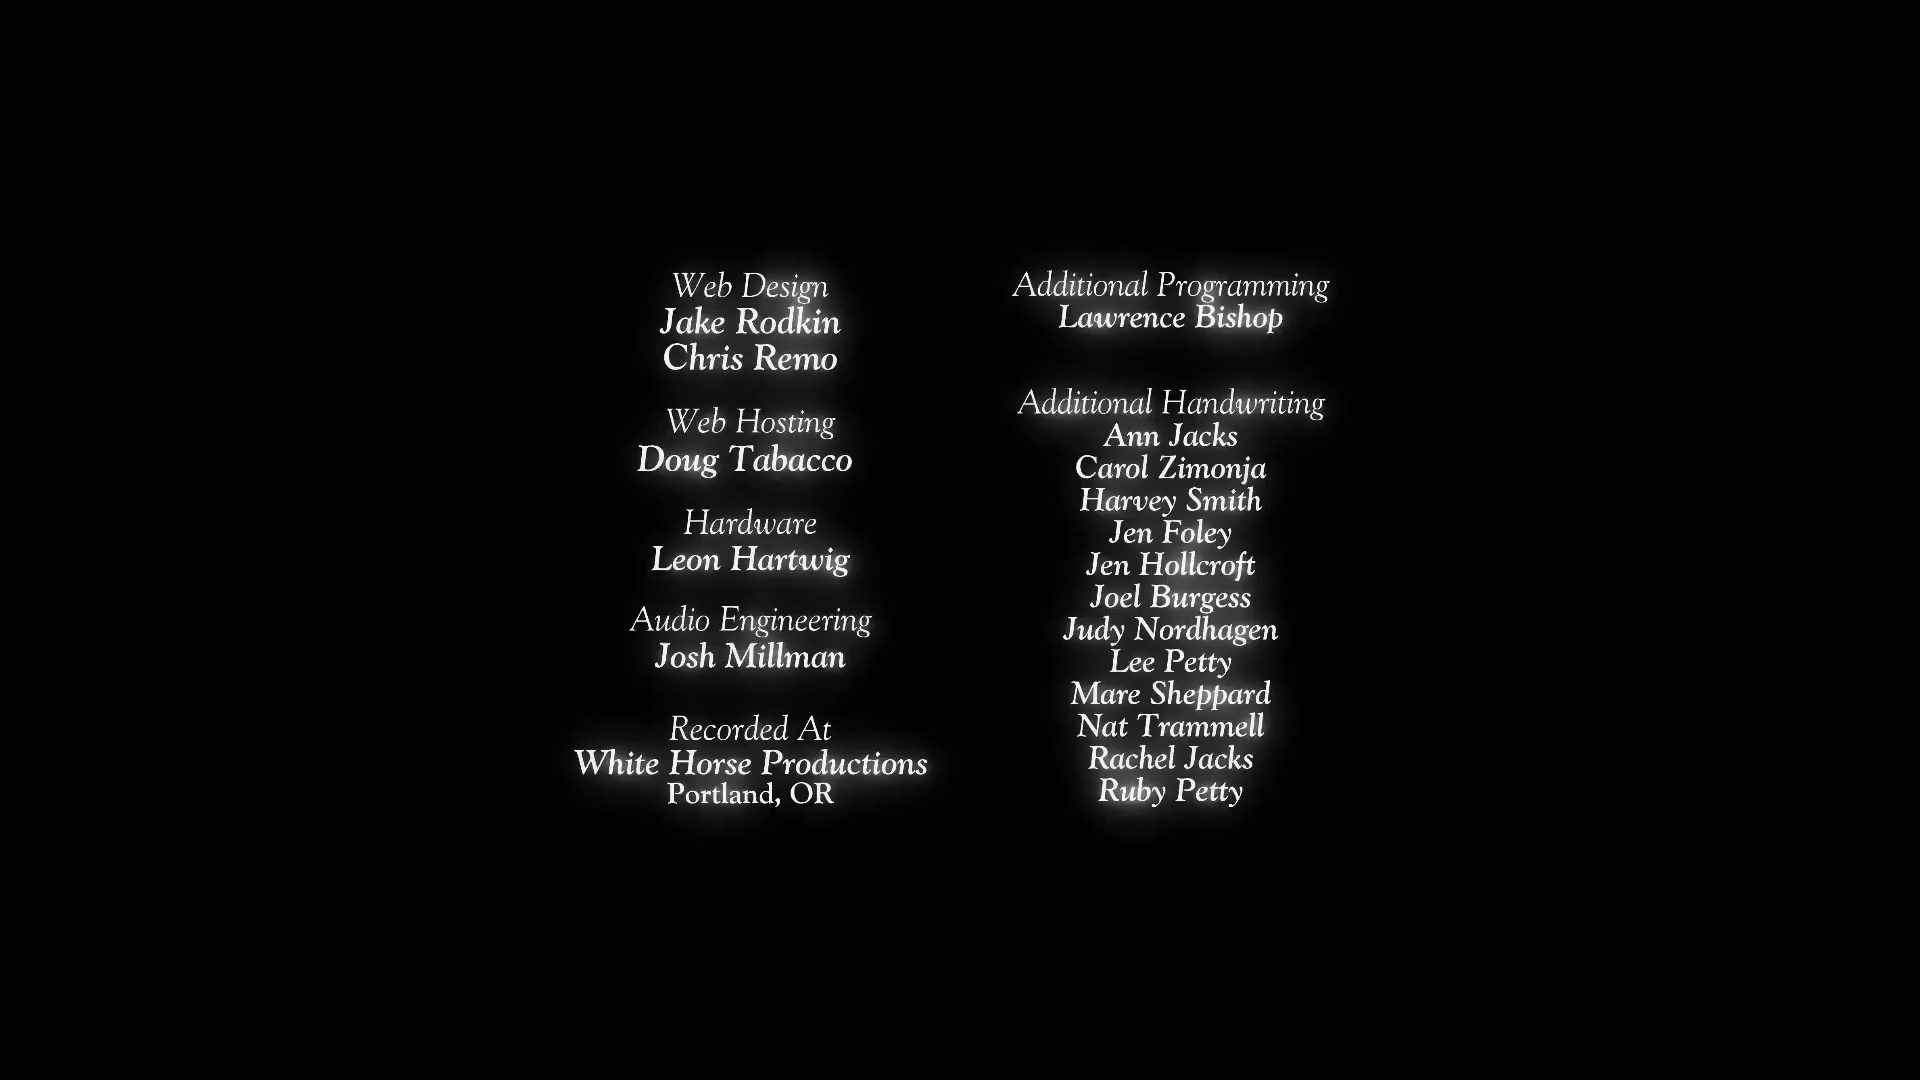 Web Design
Jake Rodkin
Chris Remo
Web Hosting
Doug Tabacco
Hardware
Leon Hartwig
Audio Engineering
Josh Millman
Recorded At
White Horse Productions
Portland, OR
Additional Programming
Lawrence Bishop
Additional Handwriting
Ann Jacks
Carol Zimonja
Harvey Smith
Jen Foley
Jen Hollcroft
Joel Burgess
Judy Nordhagen
Lee Petty
Mare Sheppard
Nat Trammell
Rachel Jacks
Ruby Petty